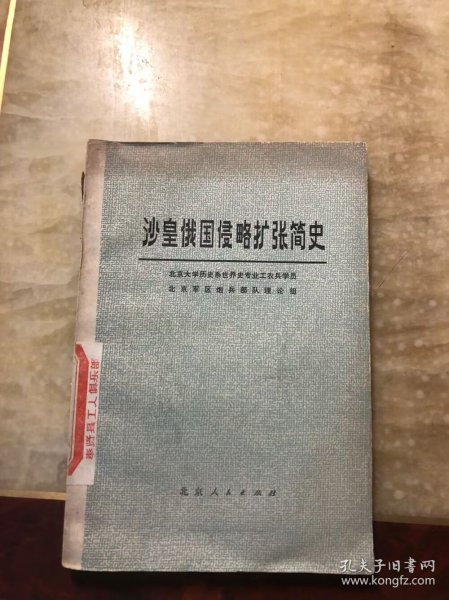 沙皇俄国侵略扩张简史
北京大学历史系世界史专业工农兵学员
北京军区炮兵部队理论组
奉贤县工人俱乐部
北京人民出版社
孔夫子旧书网
www.kongfz.com